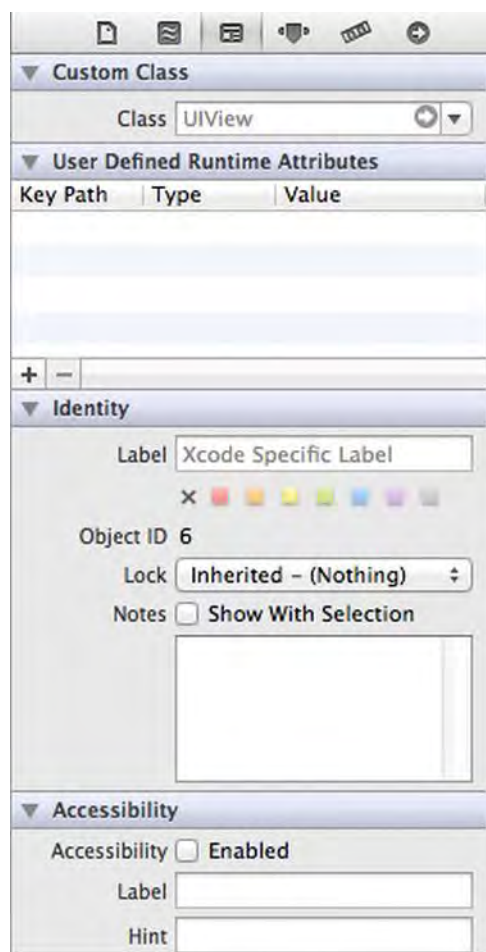 Custom Class
Class UIView
User Defined Runtime Attributes
Key Path Type Value
Identity
Label Xcode Specific Label
Object ID 6
Lock Inherited – (Nothing)
Notes Show With Selection
Accessibility
Accessibility Enabled
Label
Hint